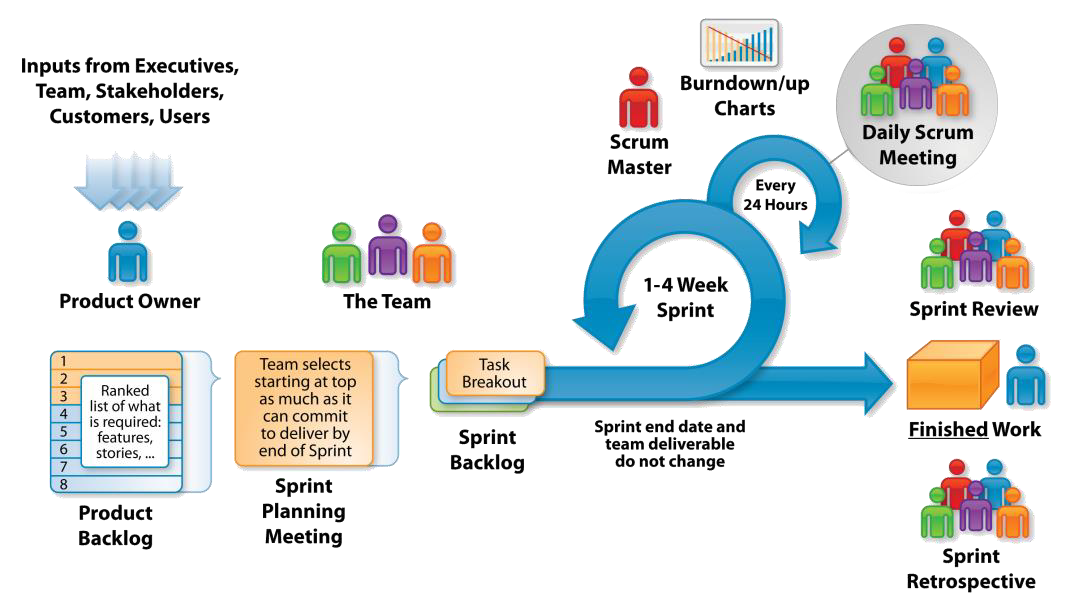 Inputs from Executives,
Team, Stakeholders,
Customers, Users
Product Owner
The Team
1
2
3
4
5
6
7
8
Ranked
list of what
is required:
features,
stories, ...
Product
Backlog
Team selects
starting at top
as much as it
can commit
to deliver by
end of Sprint
Sprint
Planning
Meeting
Task
Breakout
Sprint
Backlog
Scrum
Master
Burndown/up
Charts
Daily Scrum
Meeting
Every
24 Hours
1-4 Week
Sprint
Sprint end date and
team deliverable
do not change
Sprint Review
Finished Work
Sprint
Retrospective